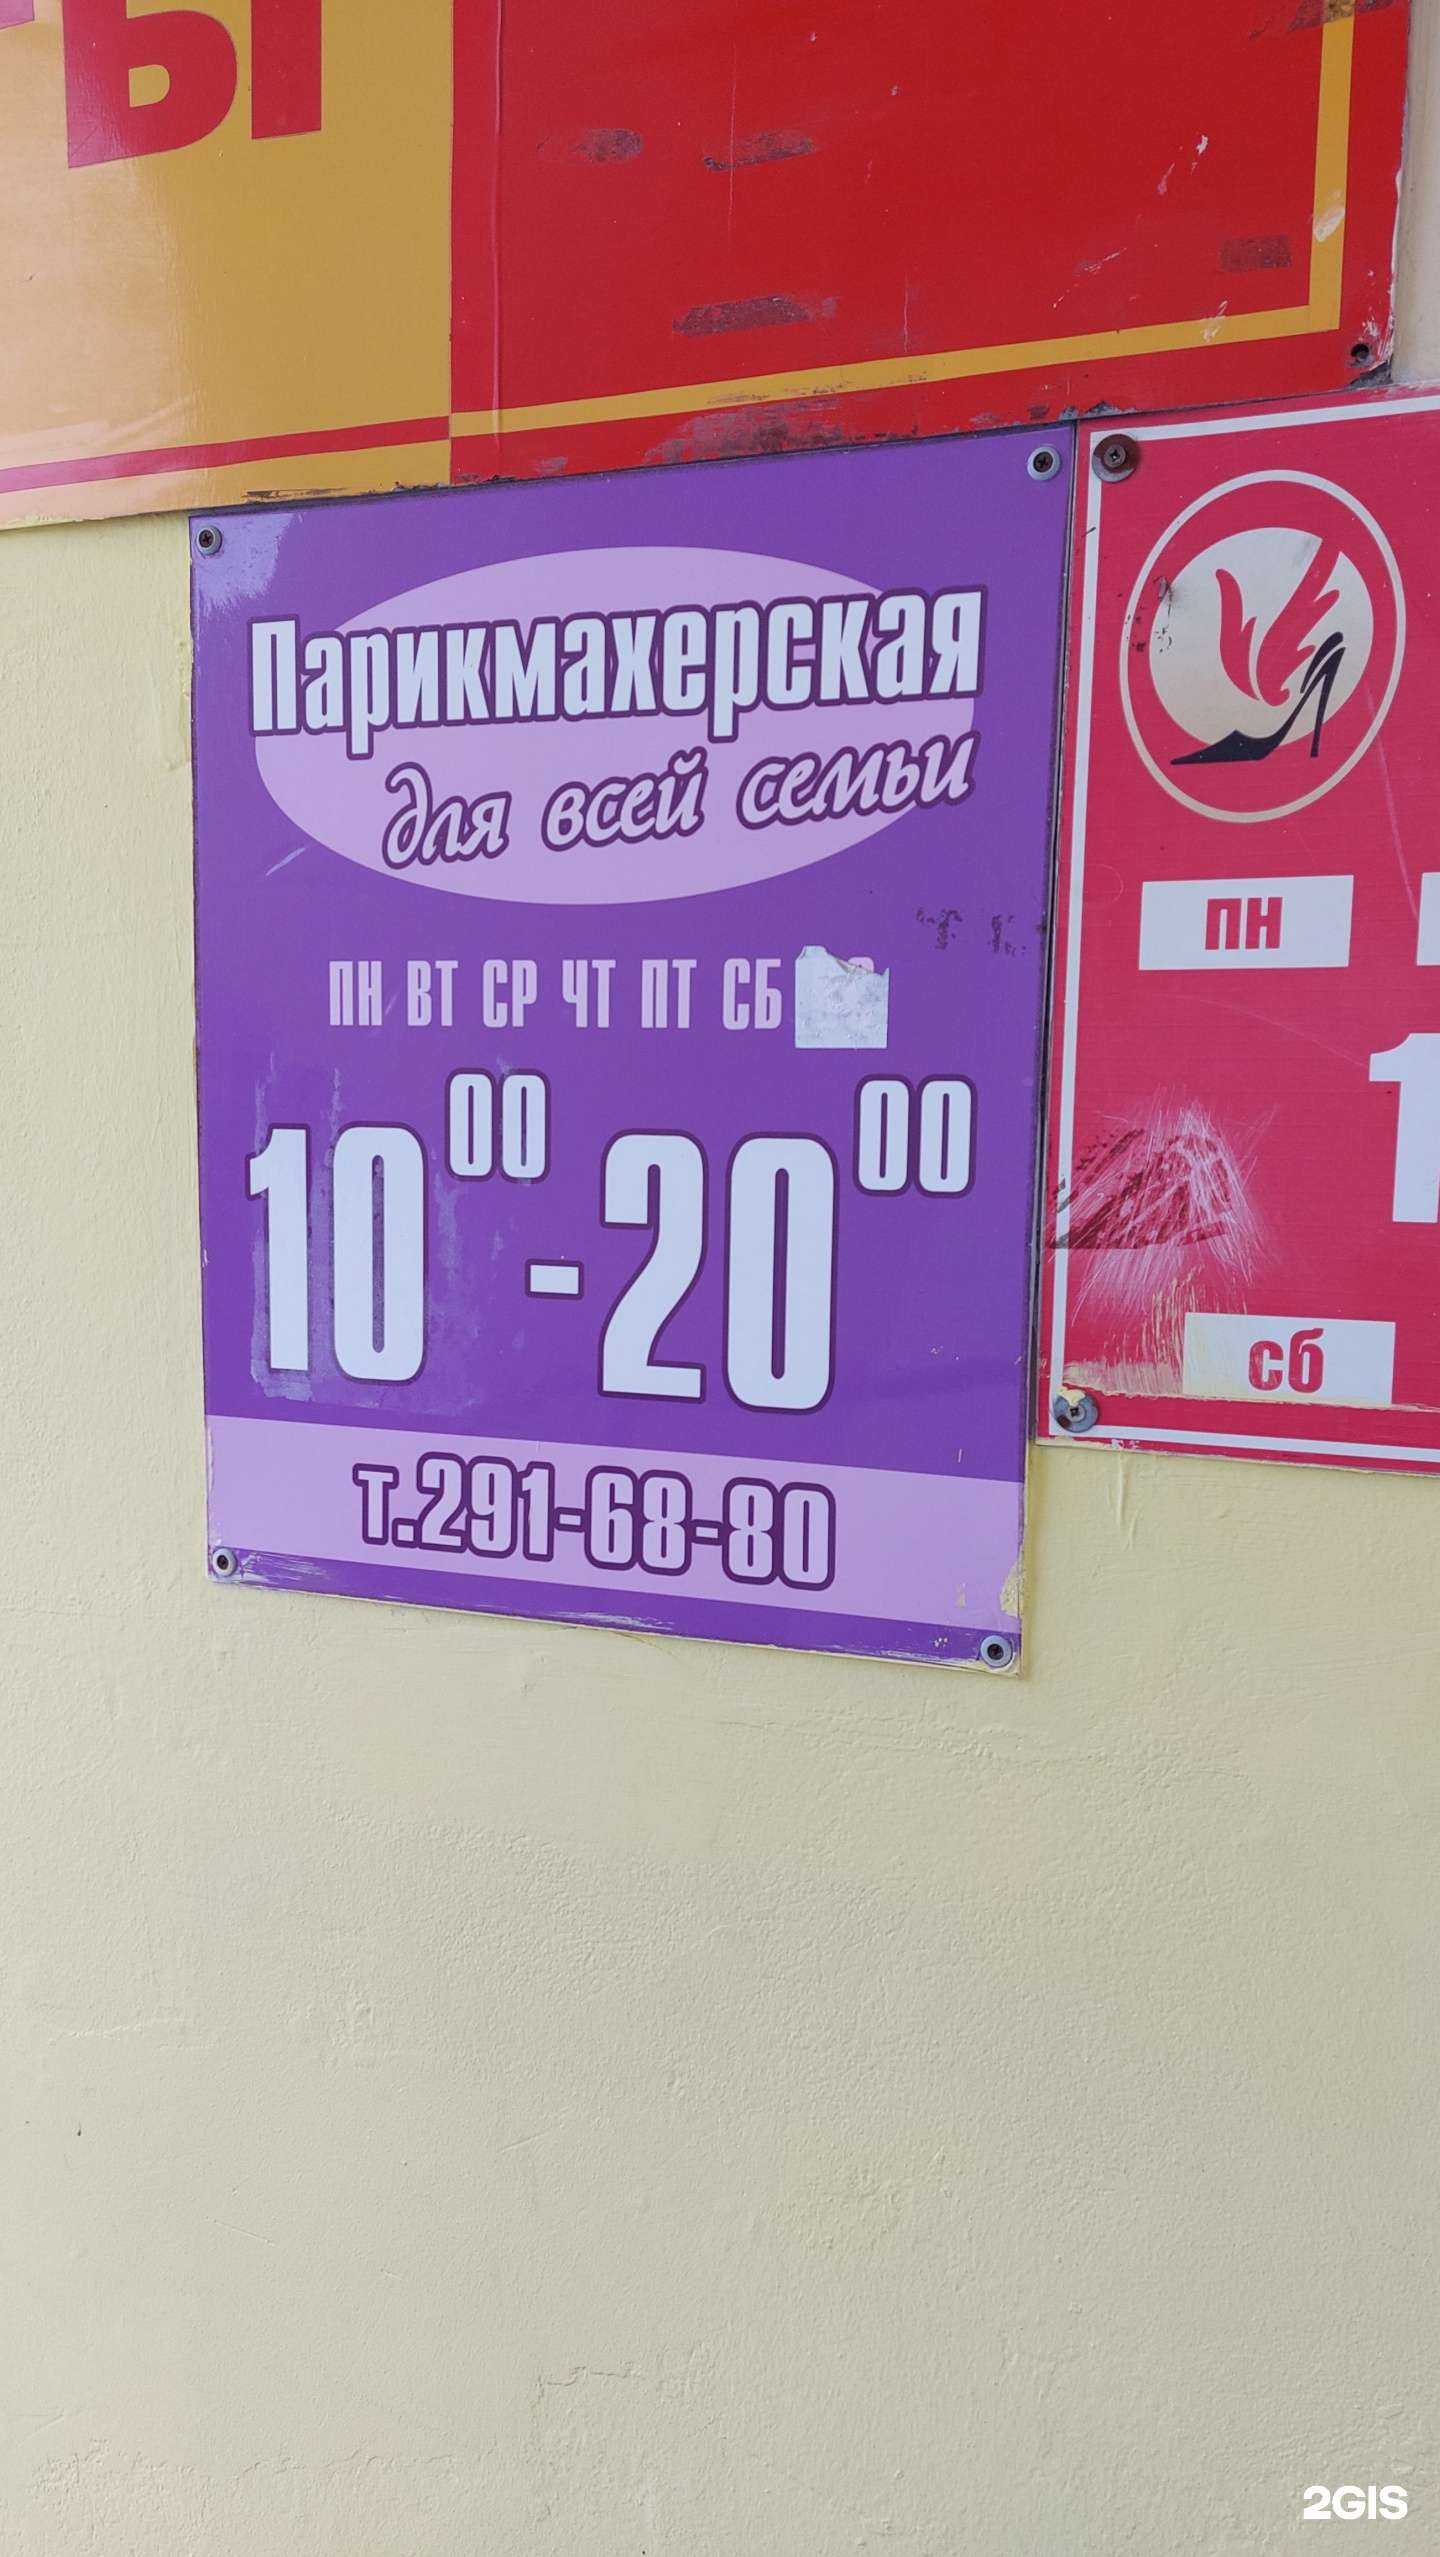 Парикмахерская
для всей семьи
ПН ВТ СР ЧТ ПТ СБ
10 00 - 20 00
т.291-68-80
пн
сб
2GIS